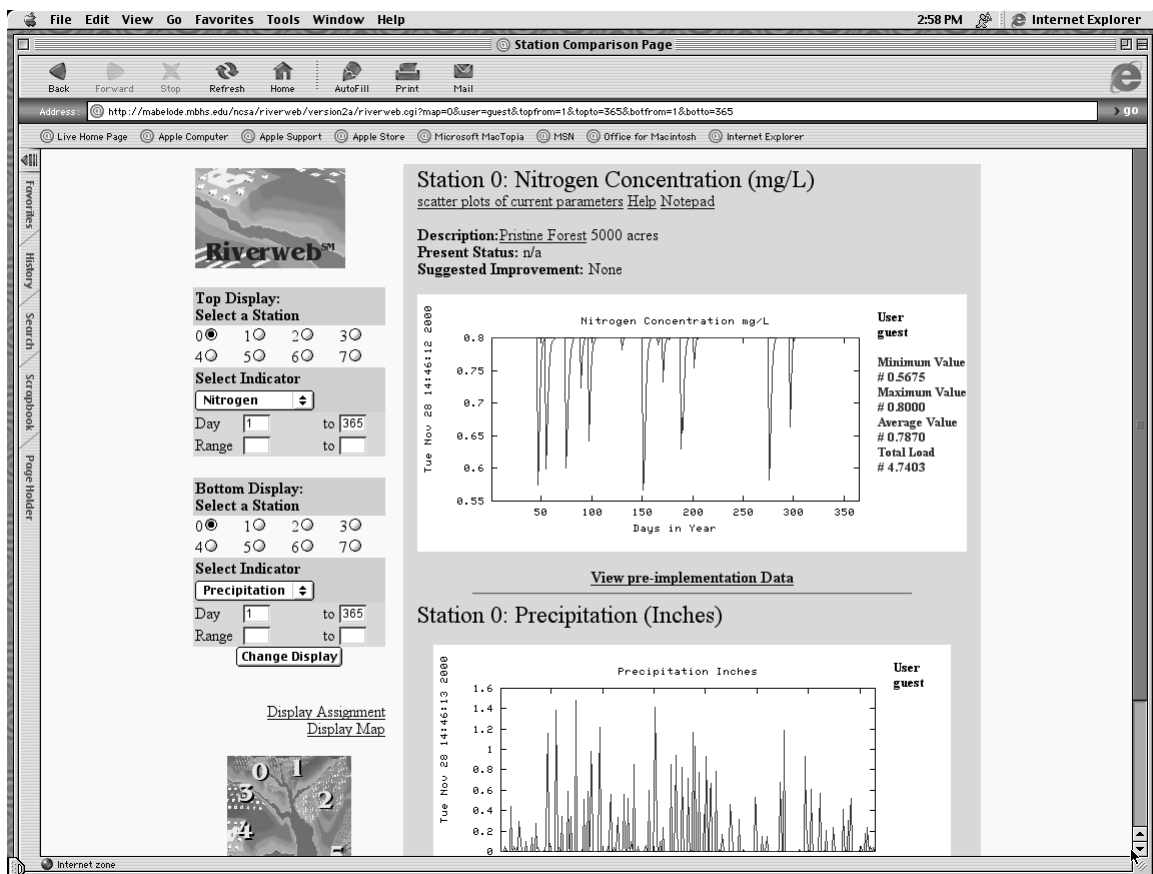 File Edit View Go Favorites Tools Window Help
2:58 PM
Internet Explorer
Station Comparison Page
Back Forward Stop Refresh Home AutoFill Print Mail
Address: http://mabelode.mbhs.edu/ncsa/riverweb/version2a/riverweb.cgi?map=0&user=guest&topfrom=1&topto=365&botfrom=1&botto=365
go
Live Home Page Apple Computer Apple Support Apple Store Microsoft MacTopia MSN Office for Macintosh Internet Explorer
Favorites
History
Search
Scrapbook
Page Holder
Riverweb SM
Top Display:
Select a Station
0 1 2 3
4 5 6 7
Select Indicator
Nitrogen
Day 1 to 365
Range to
Bottom Display:
Select a Station
0 1 2 3
4 5 6 7
Select Indicator
Precipitation
Day 1 to 365
Range to
Change Display
Display Assignment
Display Map
0 1
3 2
4
Station 0: Nitrogen Concentration (mg/L)
scatter plots of current parameters Help Notepad
Description:Pristine Forest 5000 acres
Present Status: n/a
Suggested Improvement: None
Tue Nov 28 14:46:12 2000
Nitrogen Concentration mg/L
0.8
0.75
0.7
0.65
0.6
0.55
50 100 150 200 250 300 350
Days in Year
User
guest
Minimum Value
# 0.5675
Maximum Value
# 0.8000
Average Value
# 0.7870
Total Load
# 4.7403
View pre-implementation Data
Station 0: Precipitation (Inches)
Tue Nov 28 14:46:13 2000
Precipitation Inches
1.6
1.4
1.2
1
0.8
0.6
0.4
0.2
0
User
guest
Internet zone